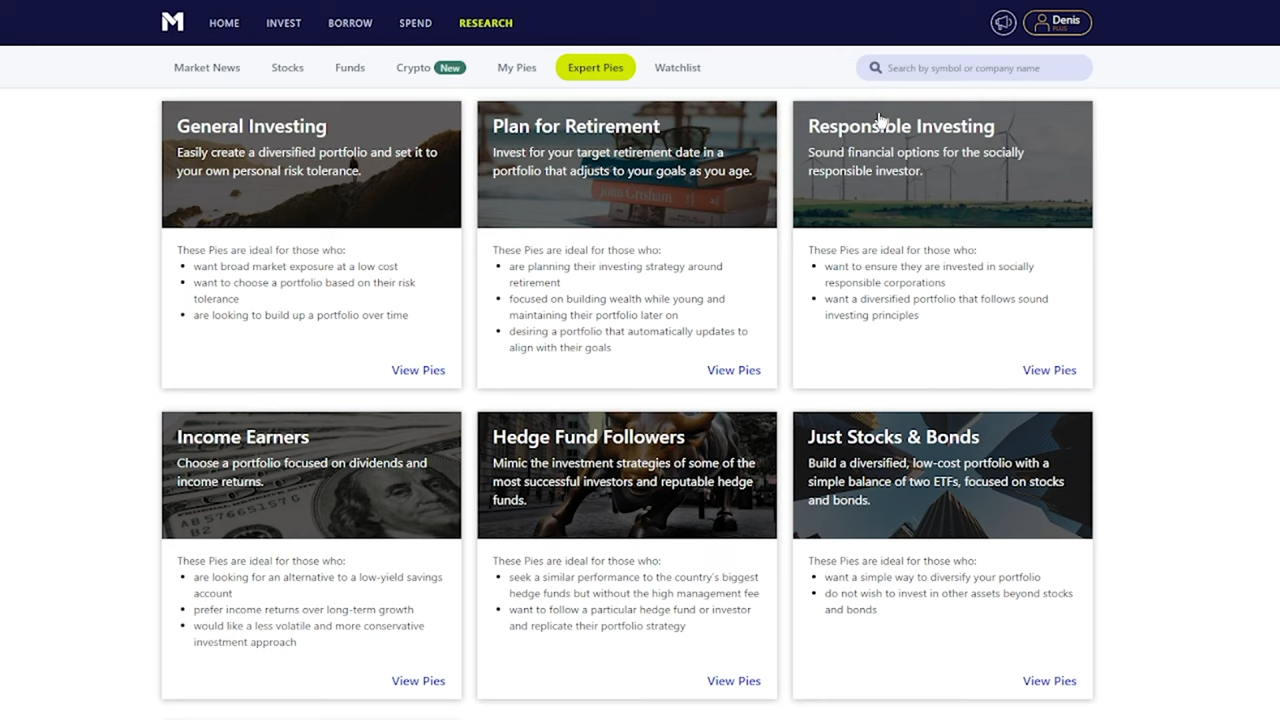 M HOME INVEST BORROW SPEND RESEARCH Denis
PLUS
Market News Stocks Funds Crypto New My Pies Expert Pies Watchlist Search by symbol or company name
General Investing
Easily create a diversified portfolio and set it to
your own personal risk tolerance.
These Pies are ideal for those who:
• want broad market exposure at a low cost
• want to choose a portfolio based on their risk
tolerance
• are looking to build up a portfolio over time
View Pies
Plan for Retirement
Invest for your target retirement date in a
portfolio that adjusts to your goals as you age.
John Grisham
These Pies are ideal for those who:
• are planning their investing strategy around
retirement
• focused on building wealth while young and
maintaining their portfolio later on
• desiring a portfolio that automatically updates to
align with their goals
View Pies
Responsible Investing
Sound financial options for the socially
responsible investor.
These Pies are ideal for those who:
• want to ensure they are invested in socially
responsible corporations
• want a diversified portfolio that follows sound
investing principles
View Pies
Income Earners
Choose a portfolio focused on dividends and
income returns.
AB57665157G
B2
These Pies are ideal for those who:
• are looking for an alternative to a low-yield savings
account
• prefer income returns over long-term growth
• would like a less volatile and more conservative
investment approach
View Pies
Hedge Fund Followers
Mimic the investment strategies of some of the
most successful investors and reputable hedge
funds.
These Pies are ideal for those who:
• seek a similar performance to the country's biggest
hedge funds but without the high management fee
• want to follow a particular hedge fund or investor
and replicate their portfolio strategy
View Pies
Just Stocks & Bonds
Build a diversified, low-cost portfolio with a
simple balance of two ETFs, focused on stocks
and bonds.
These Pies are ideal for those who:
• want a simple way to diversify your portfolio
• do not wish to invest in other assets beyond stocks
and bonds
View Pies